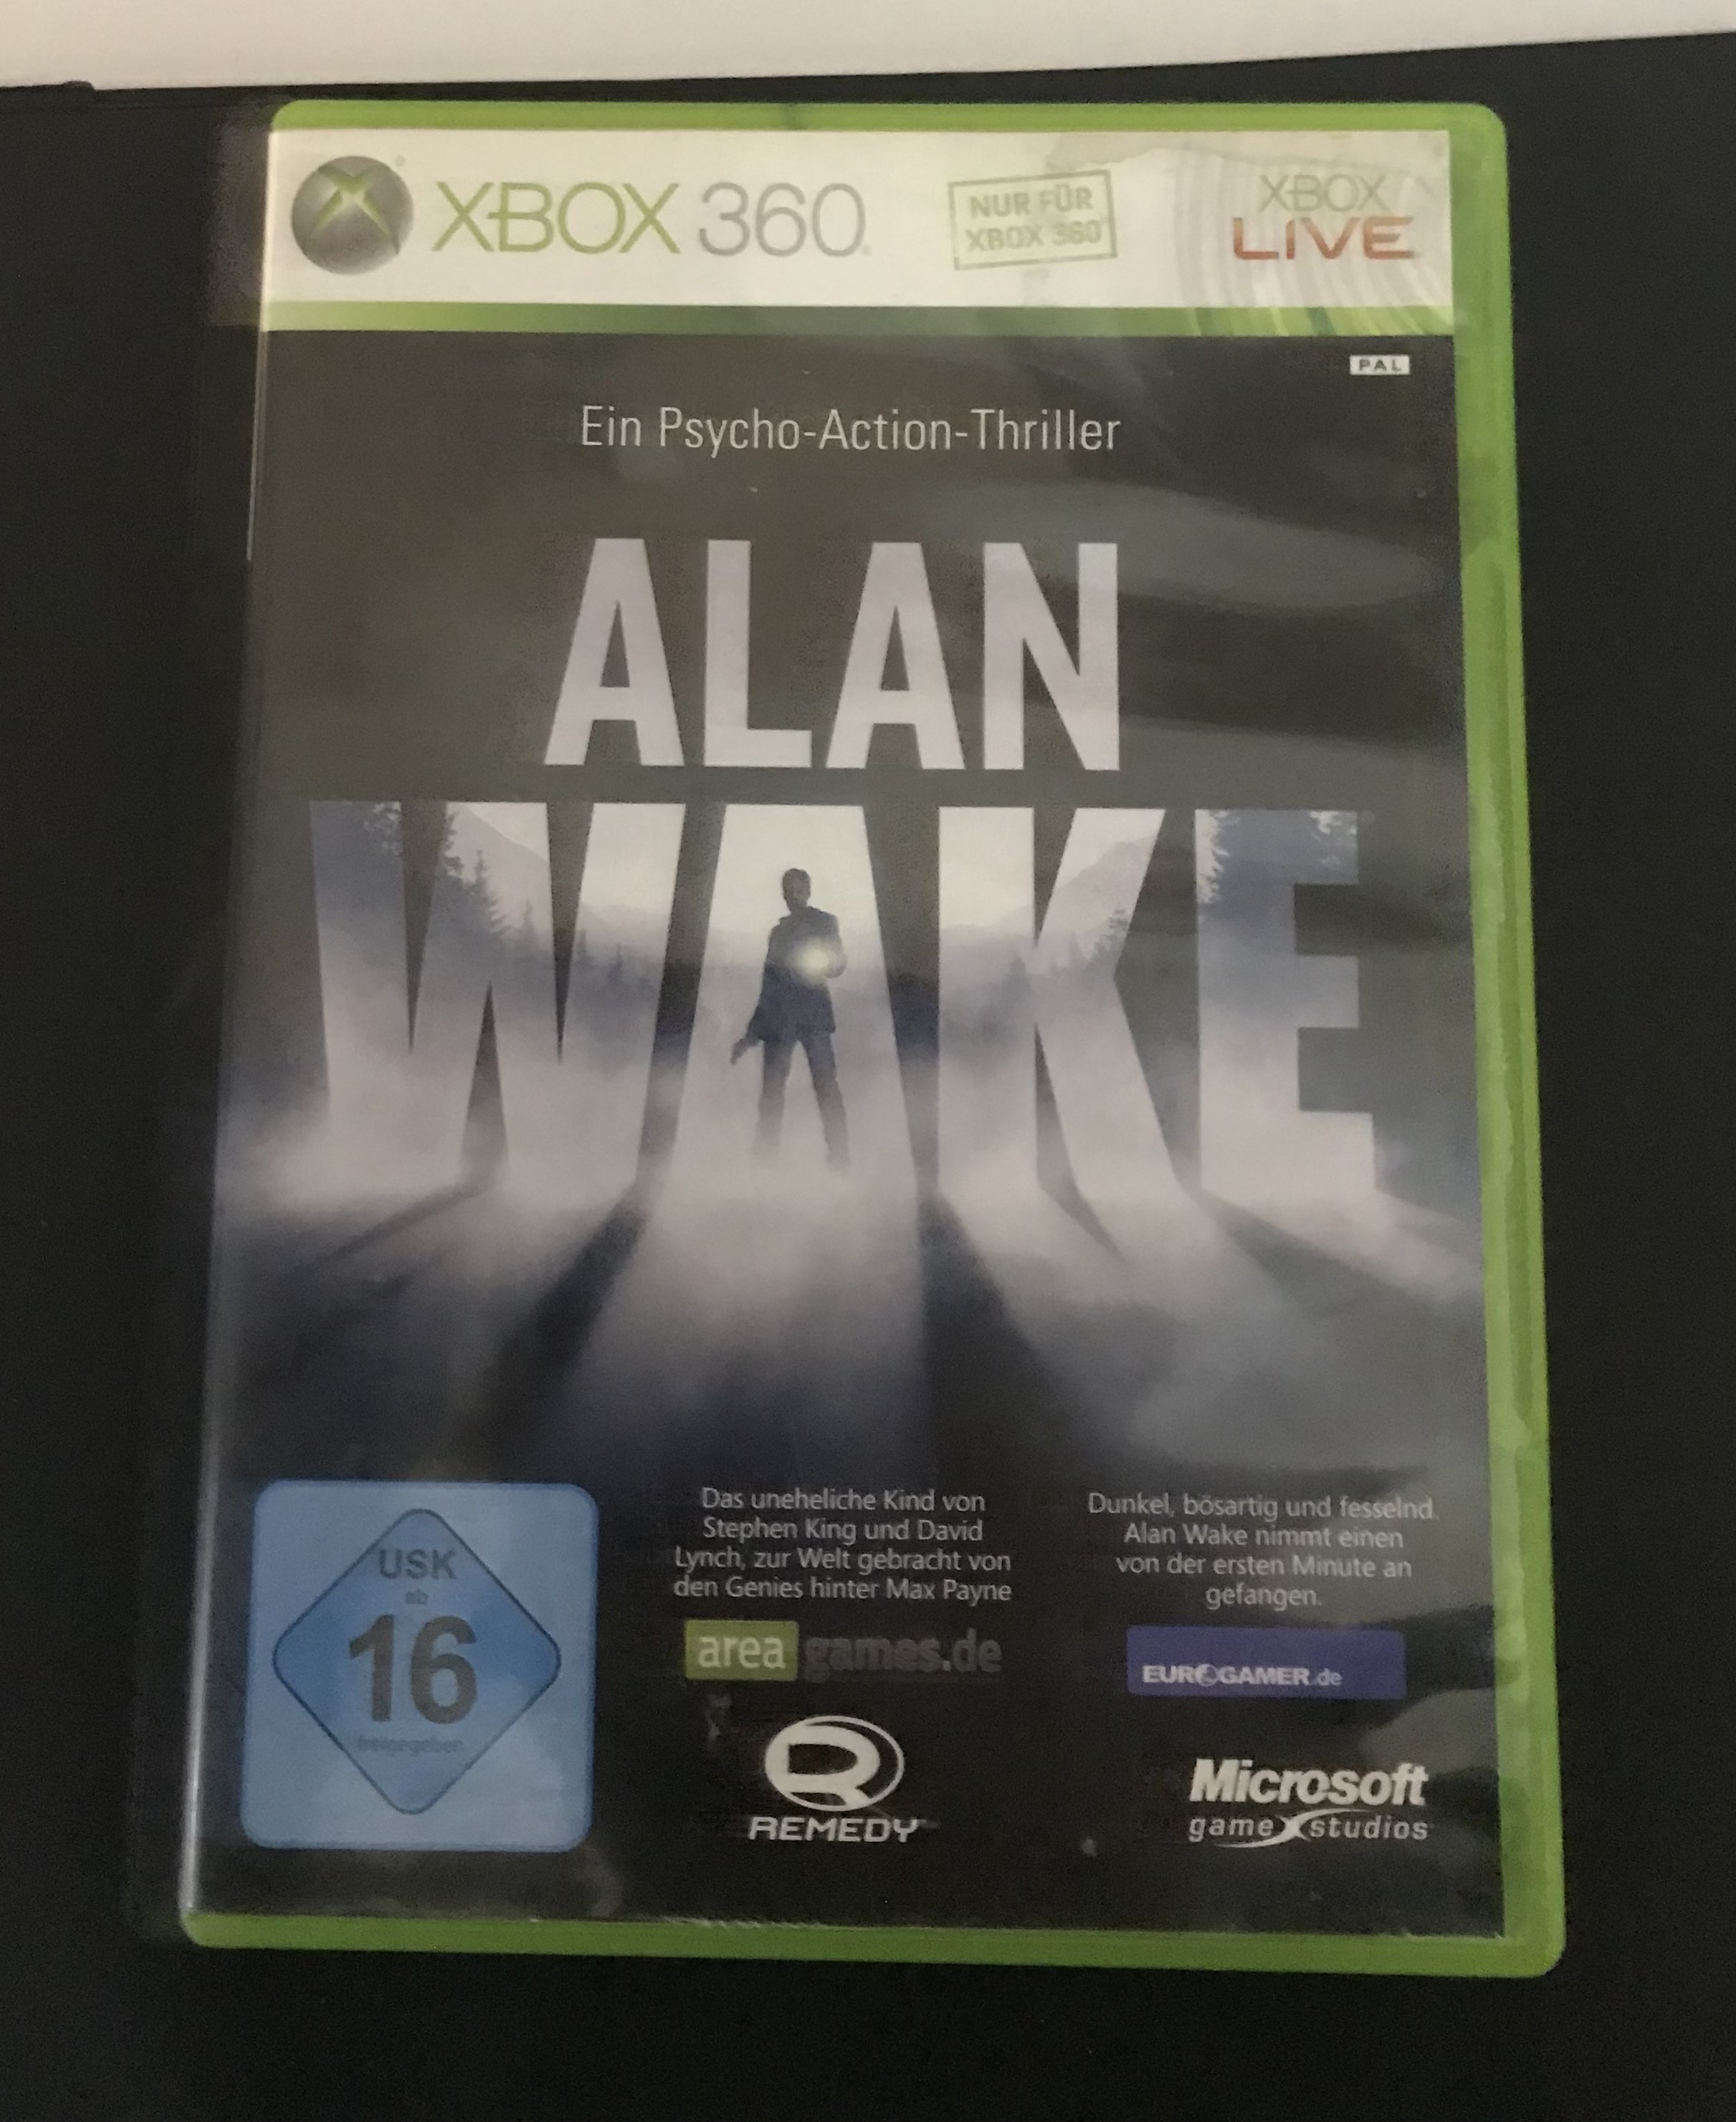 XBOX 360
NUR FÜR
XBOX 360
XBOX
LIVE
PAL
Ein Psycho-Action-Thriller
ALAN
WAKE
USK
ab
16
freigegeben
Das uneheliche Kind von
Stephen King und David
Lynch, zur Welt gebracht von
den Genies hinter Max Payne
areagames.de
REMEDY
Dunkel, bösartig und fesselnd.
Alan Wake nimmt einen
von der ersten Minute an
gefangen.
EUROGAMER.de
Microsoft
game studios